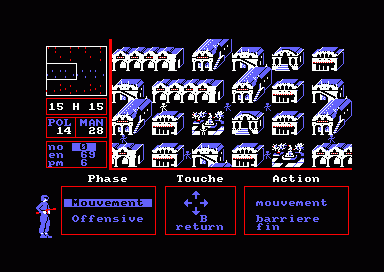 15 H 15
POL MAN
14 28
no 8
en 69
pm 6
Phase Touche Action
Mouvement mouvement
Offensive B barriere
return fin